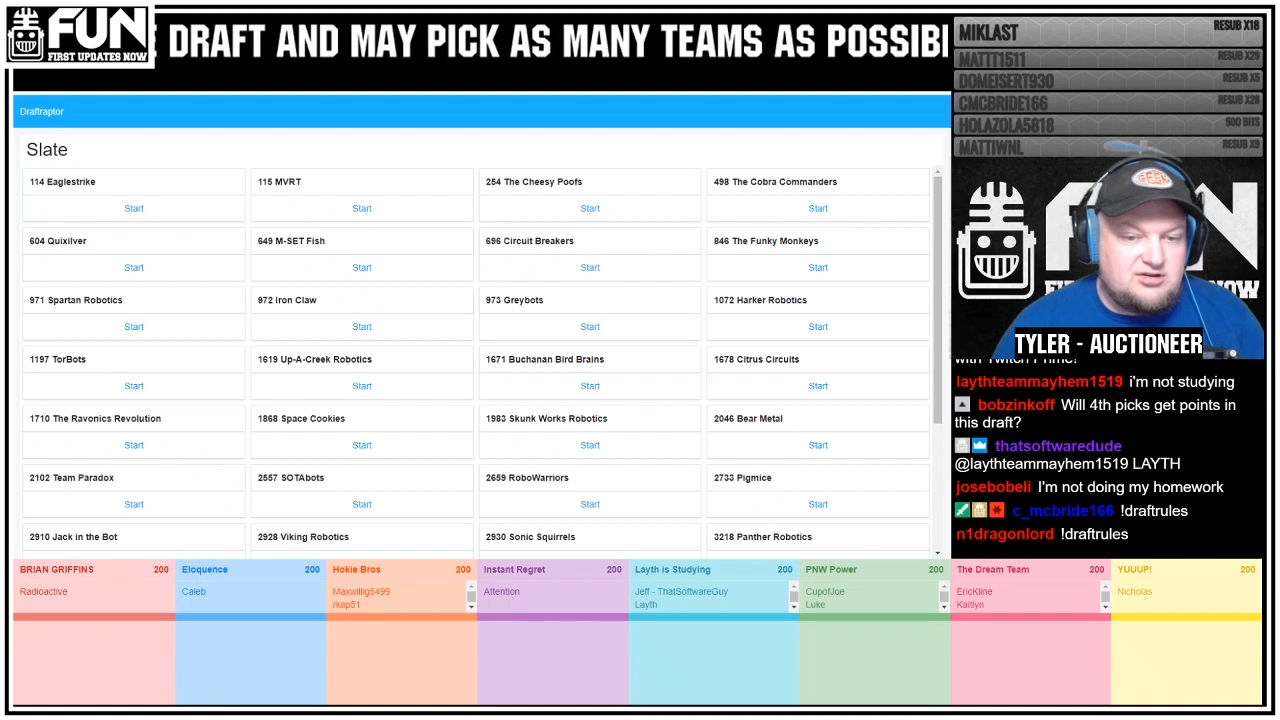 FUN
FIRST UPDATES NOW
DRAFT AND MAY PICK AS MANY TEAMS AS POSSIBI
MIKLAST RESUB X18
MATTT1511 RESUB X29
DOMEISERT930 RESUB X5
CMCBRIDE166 RESUB X28
HOLAZOLA5818 500 BITS
MATTIWNL RESUB X9
Draftraptor
Slate
114 Eaglestrike
Start
115 MVRT
Start
254 The Cheesy Poofs
Start
498 The Cobra Commanders
Start
604 Quixilver
Start
649 M-SET Fish
Start
696 Circuit Breakers
Start
846 The Funky Monkeys
Start
971 Spartan Robotics
Start
972 Iron Claw
Start
973 Greybots
Start
1072 Harker Robotics
Start
1197 TorBots
Start
1619 Up-A-Creek Robotics
Start
1671 Buchanan Bird Brains
Start
1678 Citrus Circuits
Start
1710 The Ravonics Revolution
Start
1868 Space Cookies
Start
1983 Skunk Works Robotics
Start
2046 Bear Metal
Start
2102 Team Paradox
Start
2557 SOTAbots
Start
2659 RoboWarriors
Start
2733 Pigmice
Start
2910 Jack in the Bot
2928 Viking Robotics
2930 Sonic Squirrels
3218 Panther Robotics
TYLER - AUCTIONEER
with Twitch Prime!
laythteammayhem1519 i'm not studying
bobzinkoff Will 4th picks get points in
this draft?
thatsoftwaredude
@laythteammayhem1519 LAYTH
josebobeli I'm not doing my homework
c_mcbride166 !draftrules
n1dragonlord !draftrules
BRIAN GRIFFINS 200
Radioactive
Eloquence 200
Caleb
Hokie Bros 200
Maxwillig5499
rkap51
Instant Regret 200
Attention
Layth is Studying 200
Jeff - ThatSoftwareGuy
Layth
PNW Power 200
CupofJoe
Luke
The Dream Team 200
EricKline
Kaitlyn
YUUUP! 200
Nicholas